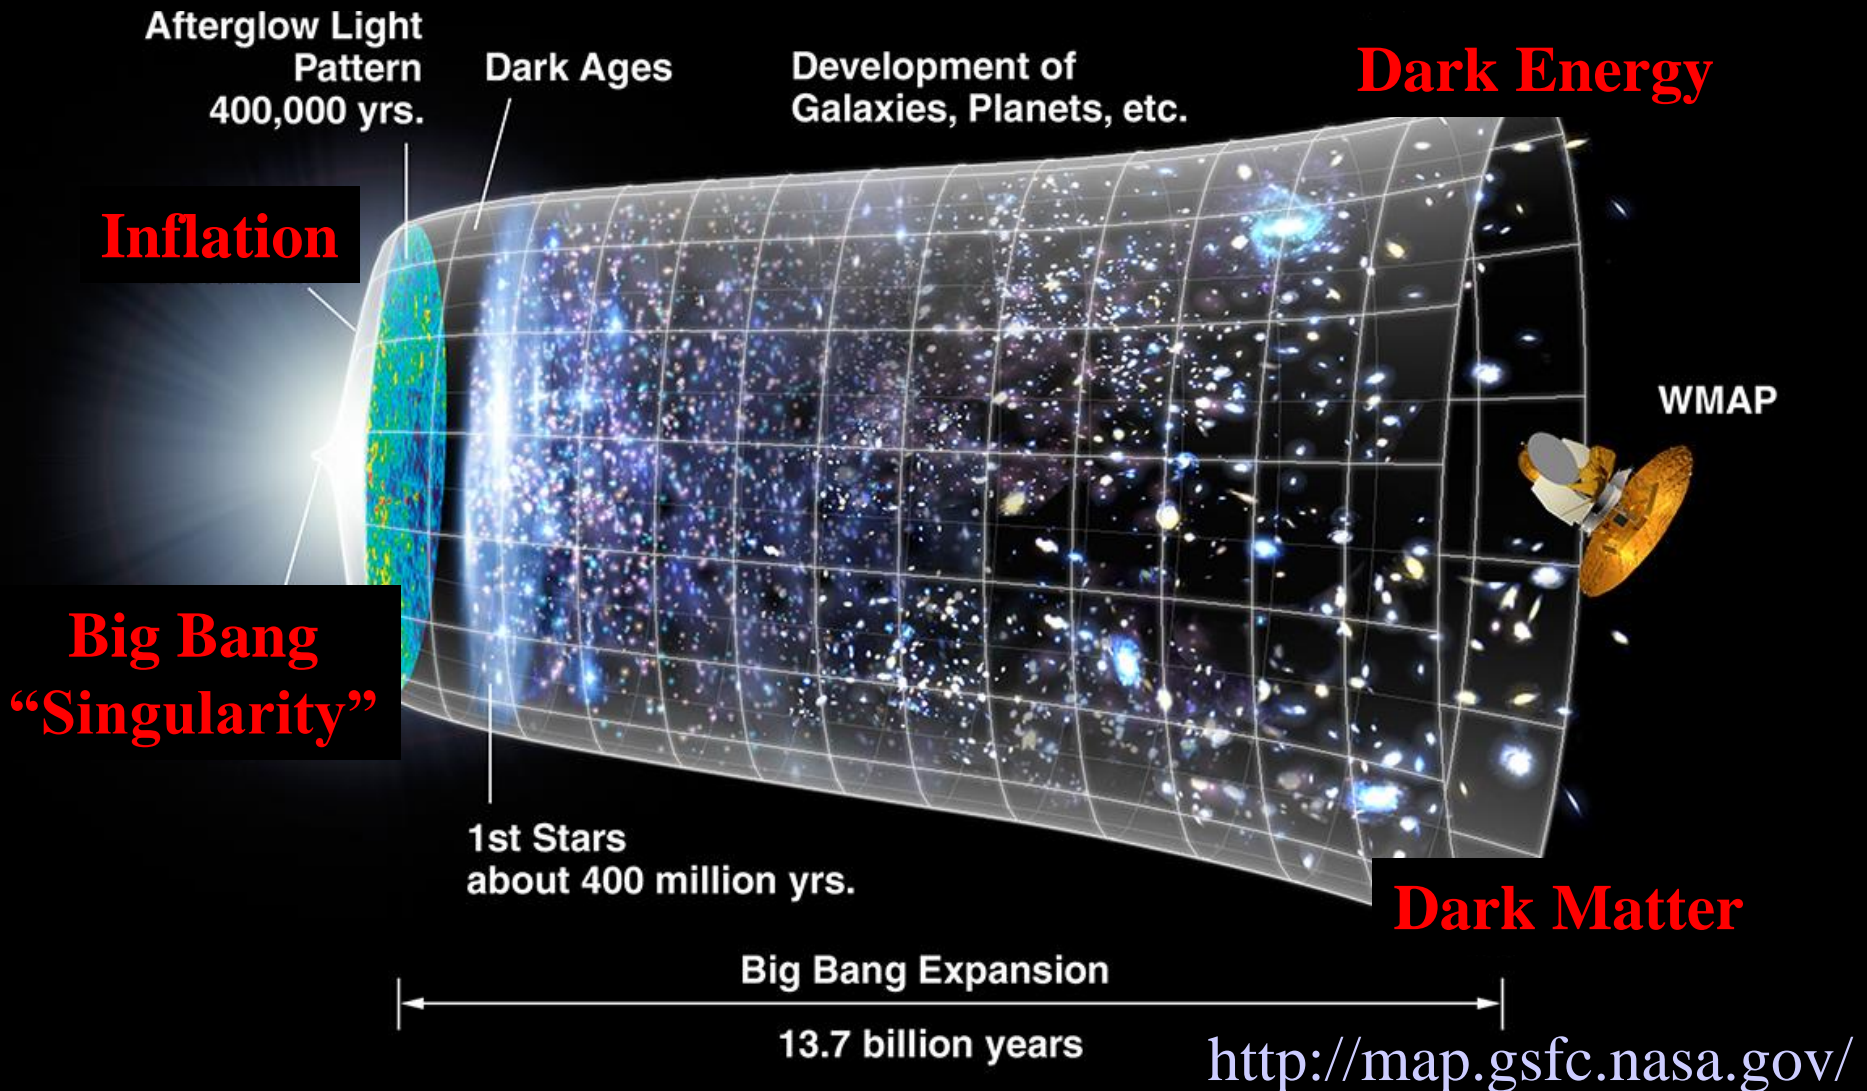 Afterglow Light
Pattern
400,000 yrs.
Dark Ages
Development of
Galaxies, Planets, etc.
Dark Energy
Inflation
WMAP
Big Bang
“Singularity”
1st Stars
about 400 million yrs.
Dark Matter
Big Bang Expansion
13.7 billion years
http://map.gsfc.nasa.gov/